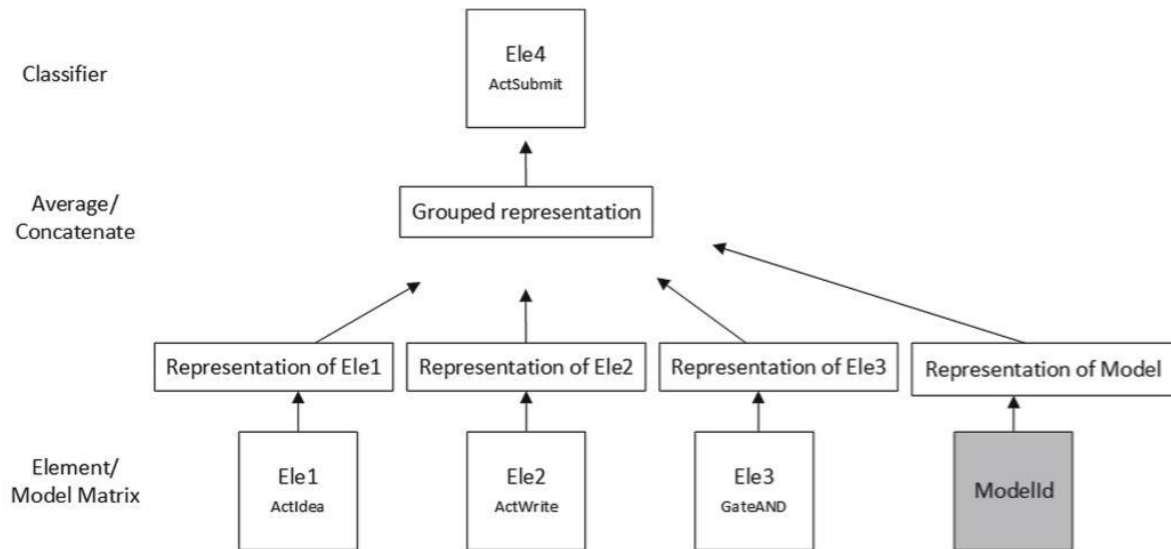 Classifier
Ele4
ActSubmit
Average/
Concatenate
Grouped representation
Representation of Ele1
Representation of Ele2
Representation of Ele3
Representation of Model
Element/
Model Matrix
Ele1
ActIdea
Ele2
ActWrite
Ele3
GateAND
ModelId